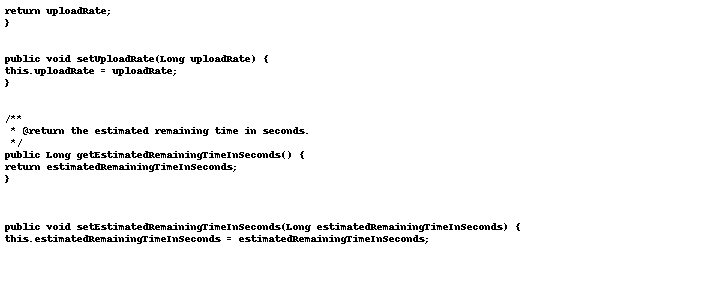 return uploadRate;
}
public void setUploadRate(Long uploadRate) {
this.uploadRate = uploadRate;
}
/**
 * @return the estimated remaining time in seconds.
 */
public Long getEstimatedRemainingTimeInSeconds() {
return estimatedRemainingTimeInSeconds;
}
public void setEstimatedRemainingTimeInSeconds(Long estimatedRemainingTimeInSeconds) {
this.estimatedRemainingTimeInSeconds = estimatedRemainingTimeInSeconds;